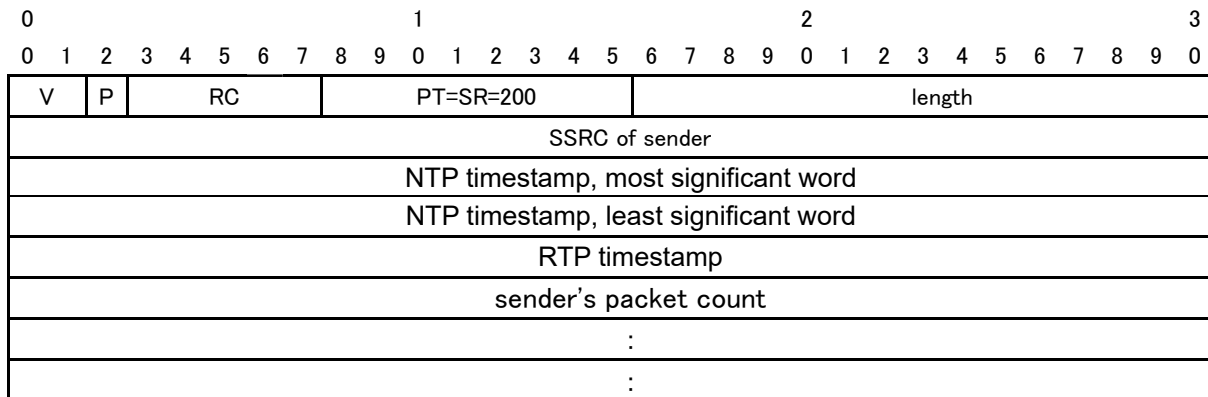 0 1 2 3
0 1 2 3 4 5 6 7 8 9 0 1 2 3 4 5 6 7 8 9 0 1 2 3 4 5 6 7 8 9 0
V P RC PT=SR=200 length
SSRC of sender
NTP timestamp, most significant word
NTP timestamp, least significant word
RTP timestamp
sender's packet count
:
: